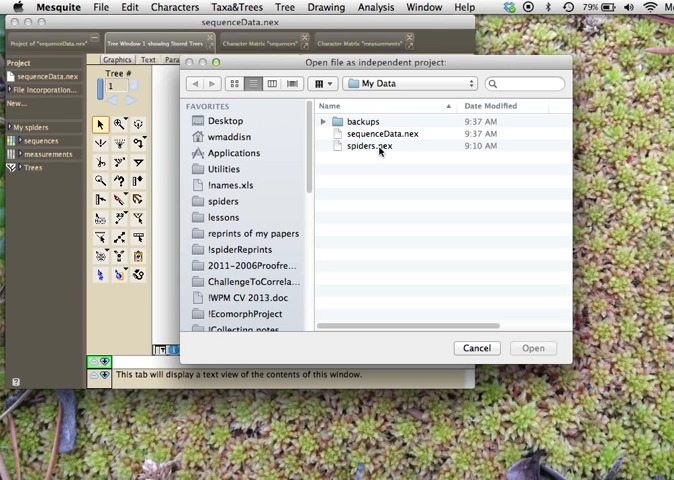 Mesquite File Edit Characters Taxa&Trees Tree Drawing Analysis Window Help 79%
sequenceData.nex
Project of "sequenceData.nex" Tree Window 1 showing Stored Trees Character Matrix "sequences" Character Matrix "measurements"
Graphics Text
Project
sequenceData.nex
File Incorporation...
New...
My spiders
sequences
measurements
Trees
Tree #
1
Open file as independent project:
My Data
FAVORITES
Desktop
wmaddisn
Applications
Utilities
!names.xls
spiders
lessons
reprints of my papers
!spiderReprints
2011-2006Proofre...
ChallengeToCorrela...
!WPM CV 2013.doc
!EcomorphProject
!Collecting notes
Name Date Modified
backups 9:37 AM
sequenceData.nex 9:37 AM
spiders.nex 9:10 AM
Cancel Open
This tab will display a text view of the contents of this window.
?